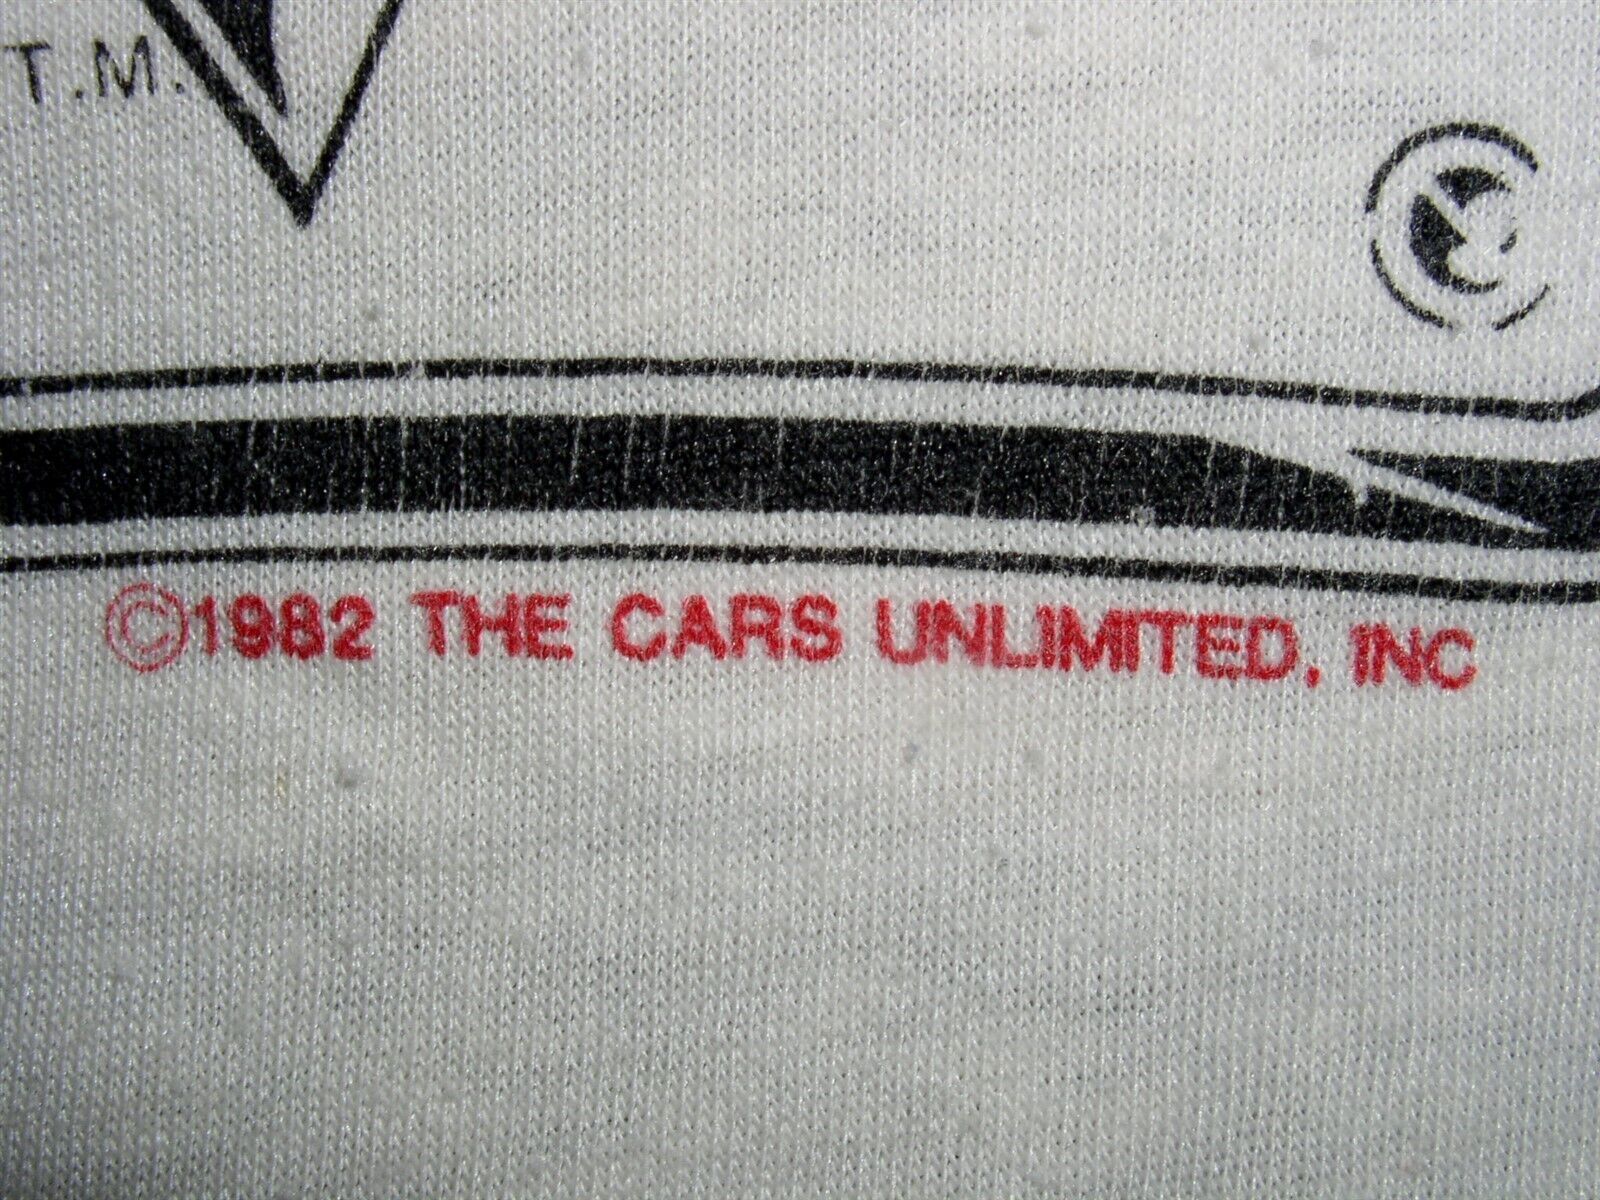 T.M.
©1982 THE CARS UNLIMITED, INC